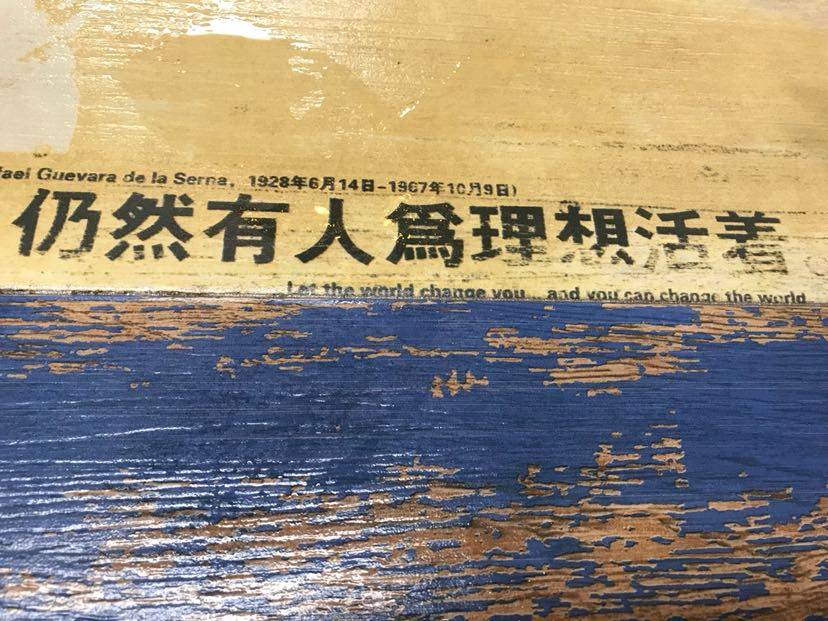 fael Guevara de la Serna, 1928年6月14日-1967年10月9日)
仍然有人爲理想活着。
Let the world change you and you can change the world